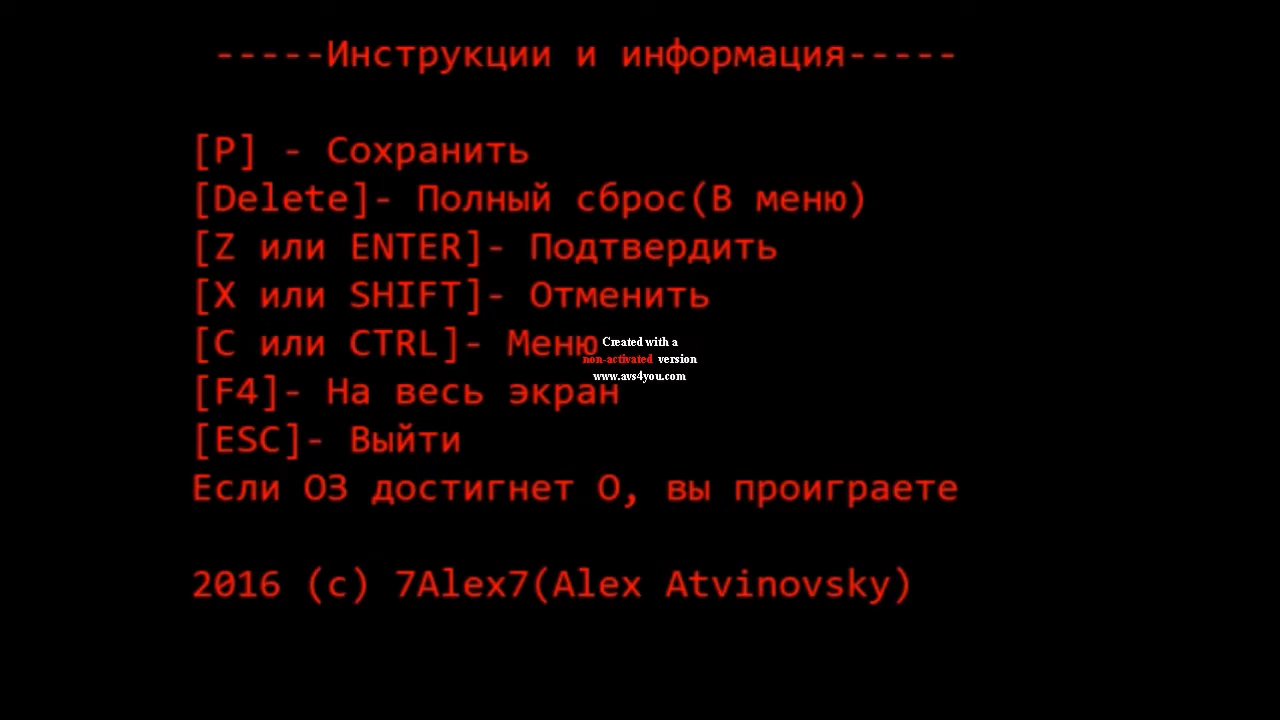 -----Инструкции и информация-----
[P] - Сохранить
[Delete]- Полный сброс(В меню)
[Z или ENTER]- Подтвердить
[X или SHIFT]- Отменить
[C или CTRL]- Меню
Created with a
non-activated version
www.avs4you.com
[F4]- На весь экран
[ESC]- Выйти
Если ОЗ достигнет 0, вы проиграете
2016 (c) 7Alex7(Alex Atvinovsky)